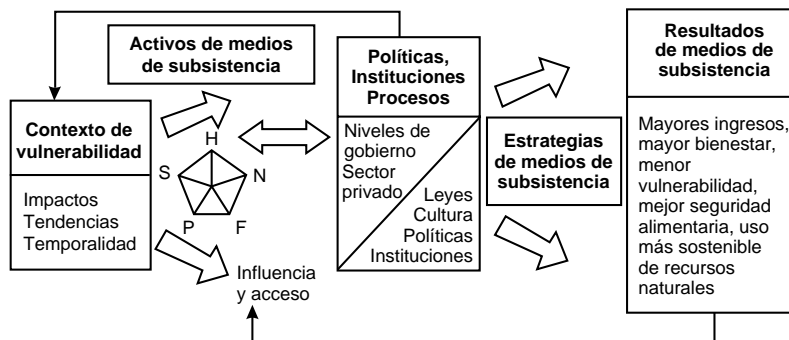 Activos de medios
de subsistencia
Contexto de
vulnerabilidad
Impactos
Tendencias
Temporalidad
H
S
N
P
F
Influencia
y acceso
Políticas,
Instituciones
Procesos
Niveles de
gobierno
Sector
privado
Leyes
Cultura
Políticas
Instituciones
Estrategias
de medios de
subsistencia
Resultados
de medios de
subsistencia
Mayores ingresos,
mayor bienestar,
menor
vulnerabilidad,
mejor seguridad
alimentaria, uso
más sostenible
de recursos
naturales